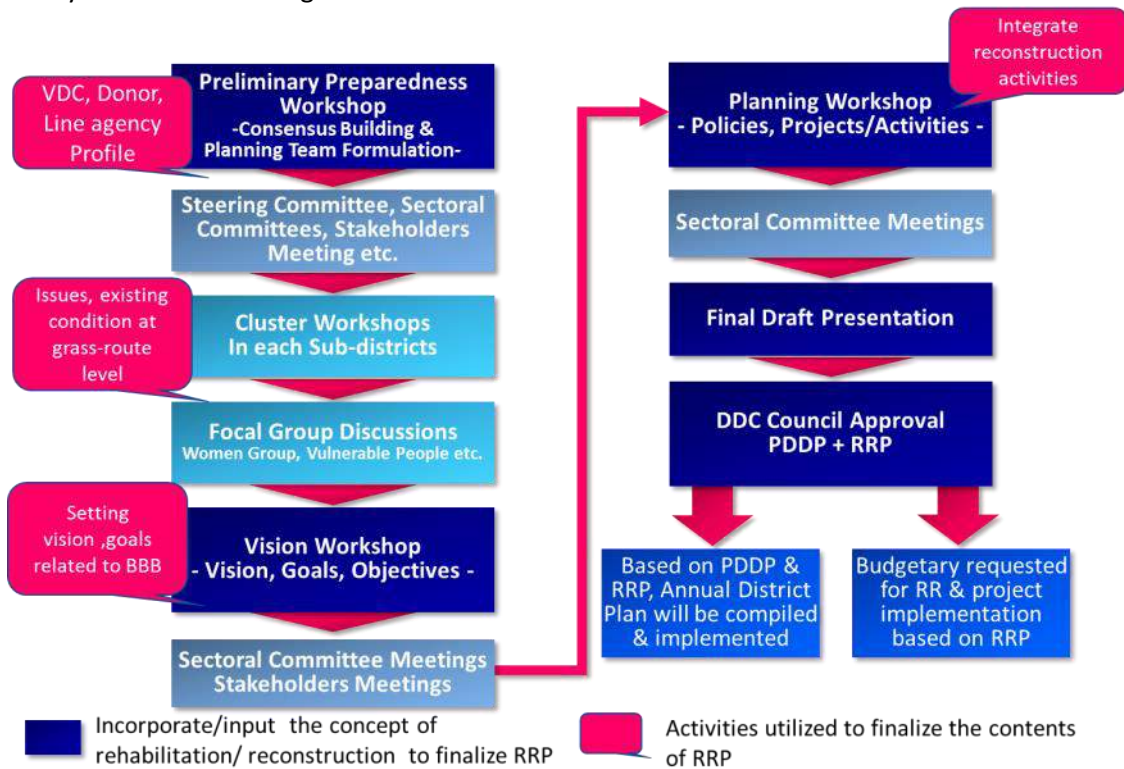 VDC, Donor,
Line agency
Profile
Preliminary Preparedness
Workshop
-Consensus Building &
Planning Team Formulation-
Steering Committee, Sectoral
Committees, Stakeholders
Meeting etc.
Issues, existing
condition at
grass-route
level
Cluster Workshops
In each Sub-districts
Focal Group Discussions
Women Group, Vulnerable People etc.
Setting
vision ,goals
related to BBB
Vision Workshop
- Vision, Goals, Objectives -
Sectoral Committee Meetings
Stakeholders Meetings
Integrate
reconstruction
activities
Planning Workshop
- Policies, Projects/Activities -
Sectoral Committee Meetings
Final Draft Presentation
DDC Council Approval
PDDP + RRP
Based on PDDP &
RRP, Annual District
Plan will be compiled
& implemented
Budgetary requested
for RR & project
implementation
based on RRP
Incorporate/input the concept of
rehabilitation/ reconstruction to finalize RRP
Activities utilized to finalize the contents
of RRP